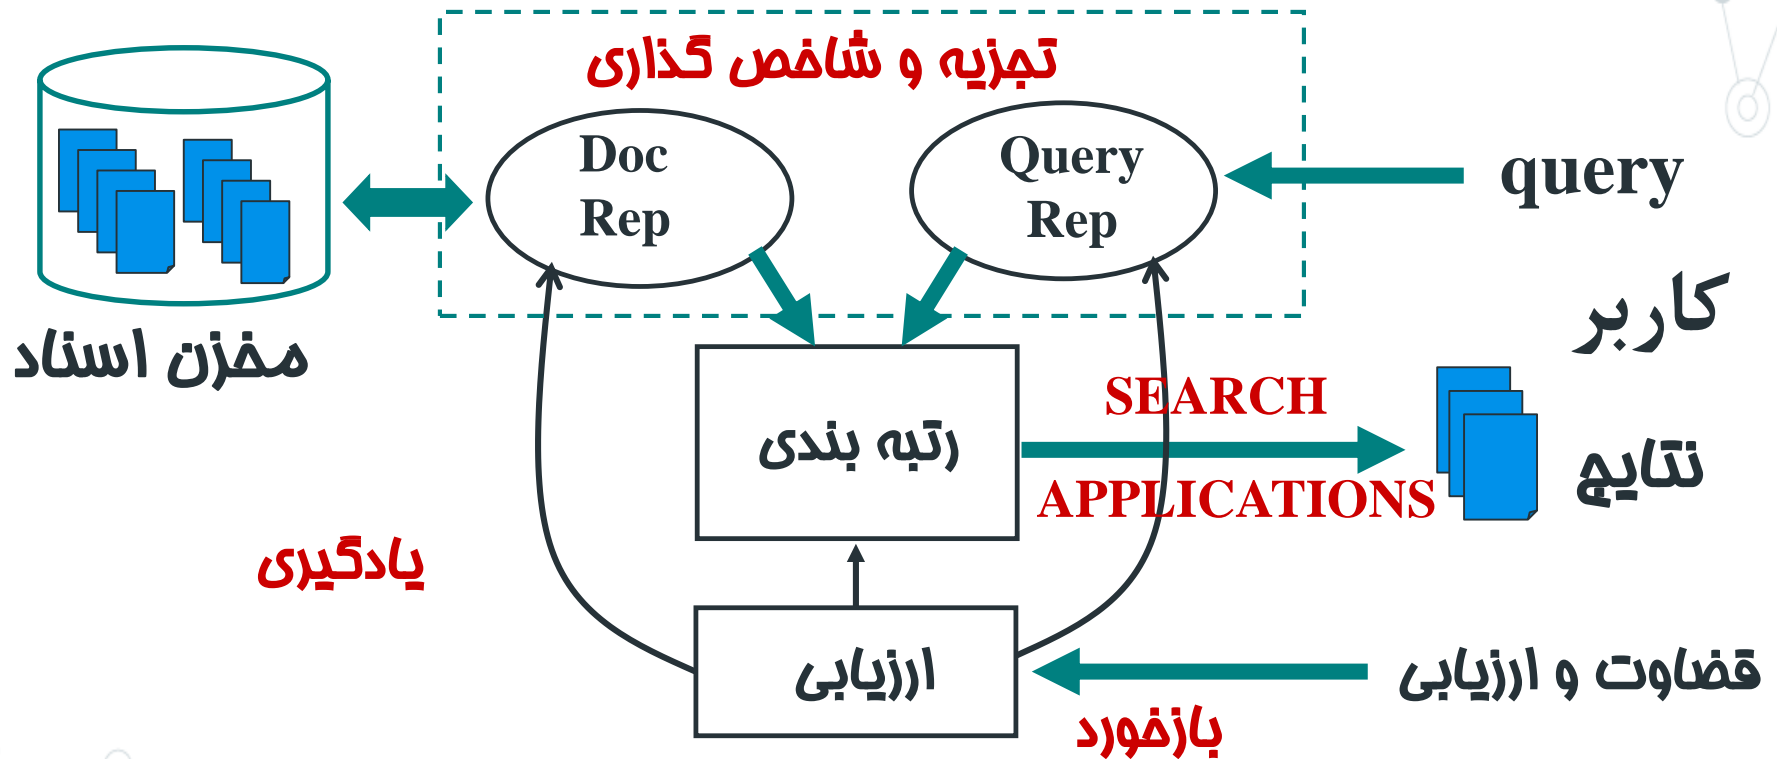 تجزیه و شاخص گذاری
Doc
Rep
Query
Rep
query
کاربر
مخزن اسناد
رتبه بندی
SEARCH
APPLICATIONS
نتایج
یادگیری
ارزیابی
قضاوت و ارزیابی
بازخورد